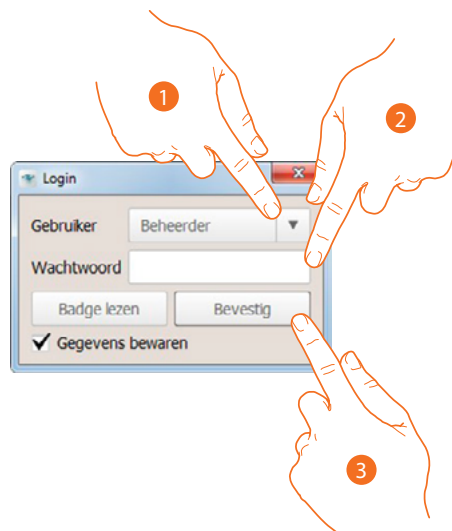 1
2
Login
Gebruiker Beheerder
Wachtwoord
Badge lezen Bevestig
Gegevens bewaren
3